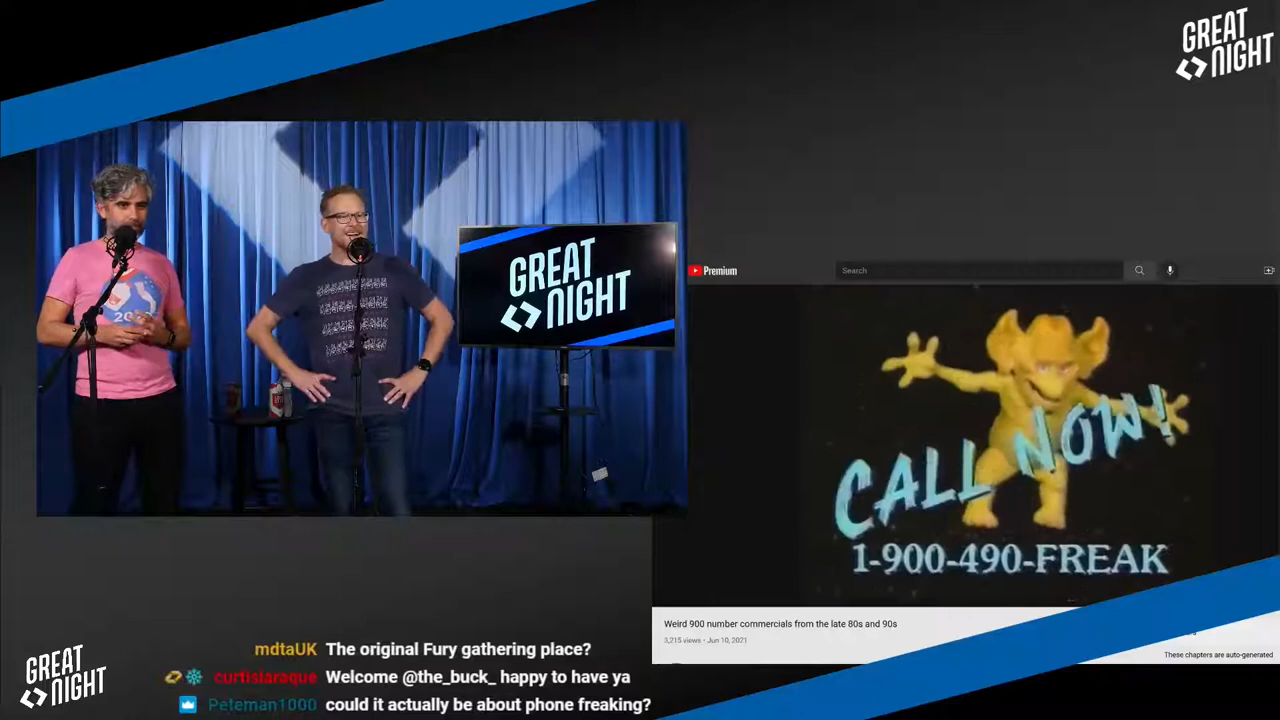 GREAT
NIGHT
GREAT
NIGHT
Premium
Search
CALL NOW!
1-900-490-FREAK
Weird 900 number commercials from the late 80s and 90s
3,215 views • Jun 10, 2021
These chapters are auto-generated
GREAT
NIGHT
mdtaUK The original Fury gathering place?
curtislaraque Welcome @the_buck_ happy to have ya
Peteman1000 could it actually be about phone freaking?